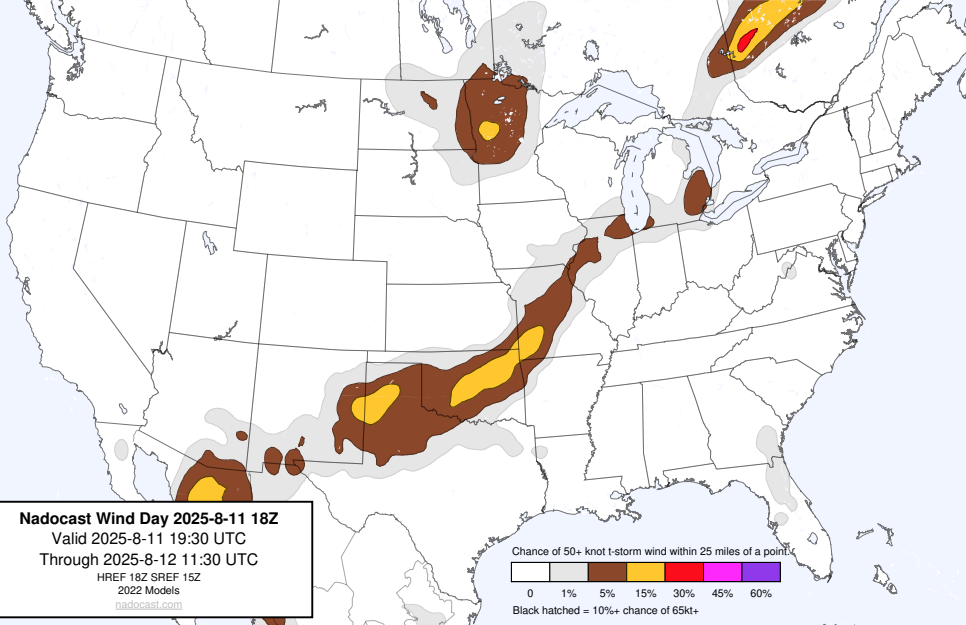 Nadocast Wind Day 2025-8-11 18Z
Valid 2025-8-11 19:30 UTC
Through 2025-8-12 11:30 UTC
HREF 18Z SREF 15Z
2022 Models
nadocast.com
Chance of 50+ knot t-storm wind within 25 miles of a point.
0 1% 5% 15% 30% 45% 60%
Black hatched = 10%+ chance of 65kt+